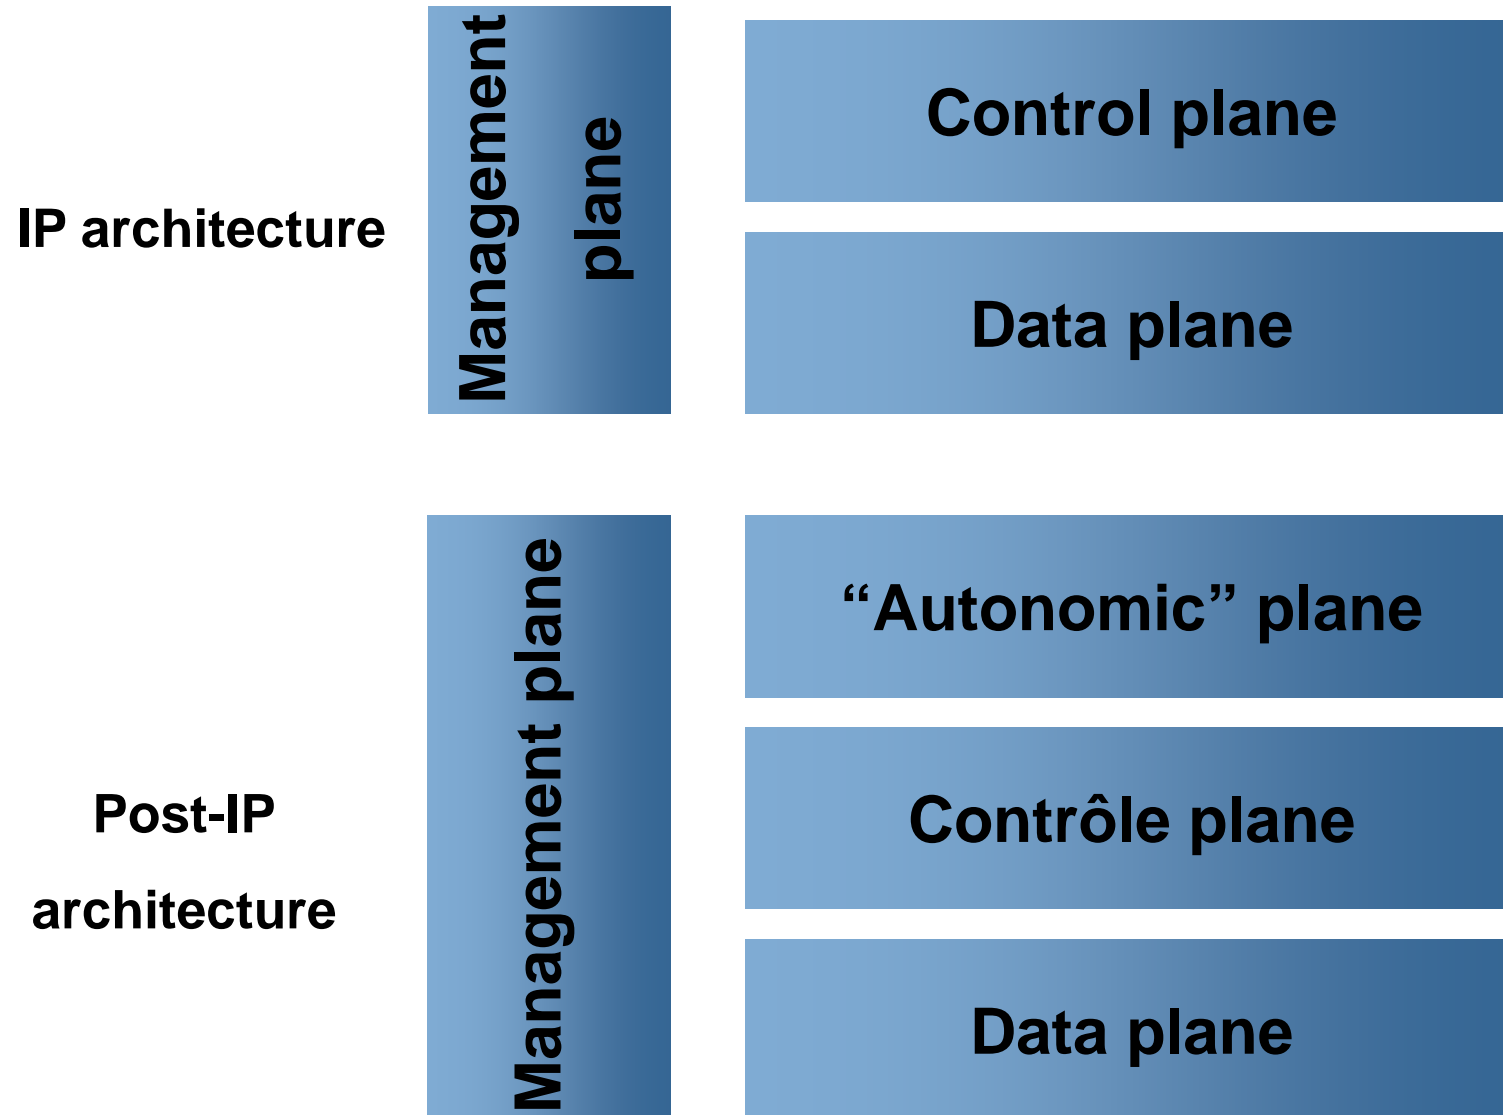 IP architecture
Management
plane
Control plane
Data plane
Post-IP
architecture
Management plane
“Autonomic” plane
Contrôle plane
Data plane